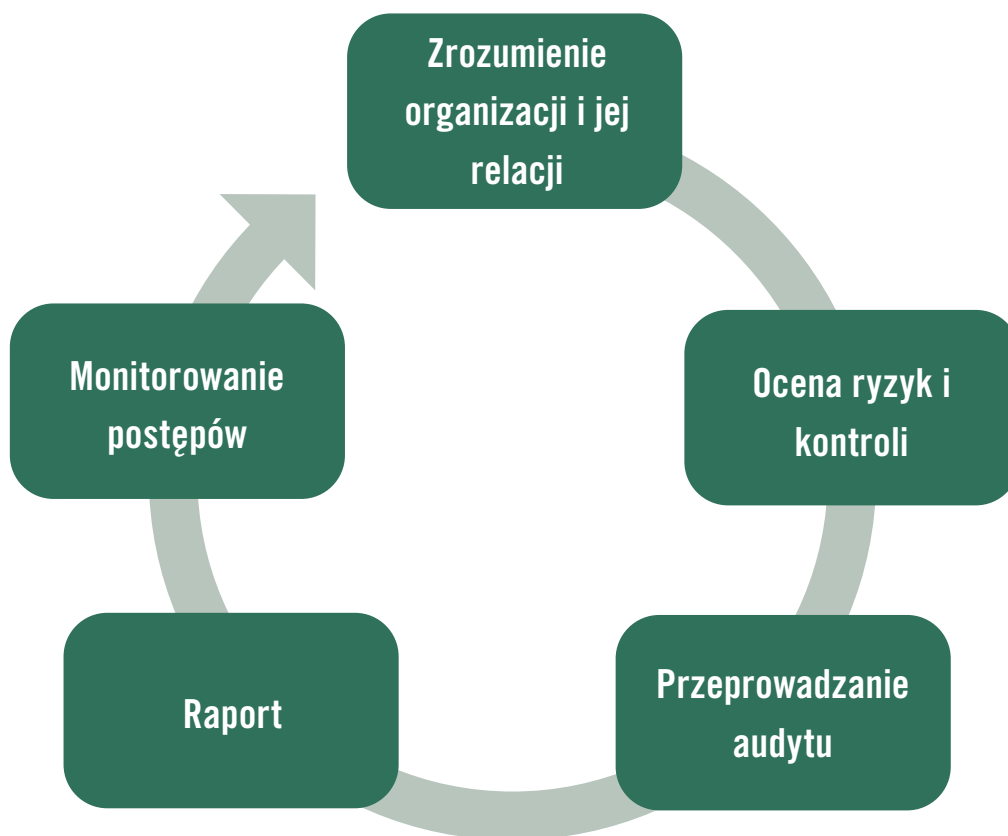 Zrozumienie
organizacji i jej
relacji
Ocena ryzyk i
kontroli
Przeprowadzanie
audytu
Raport
Monitorowanie
postępów